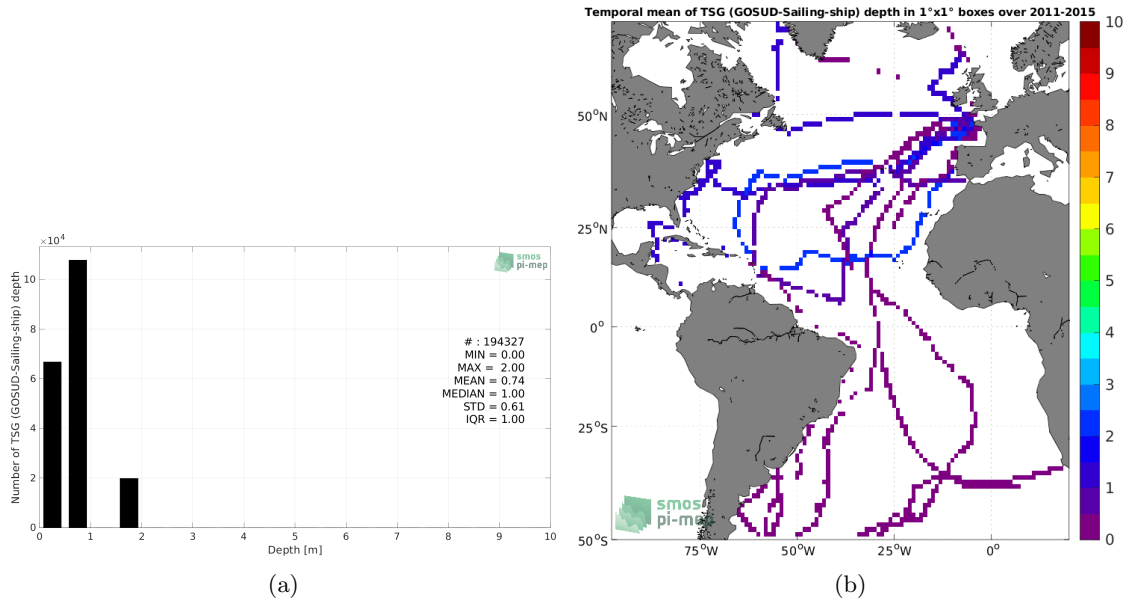 ×10⁴
10
8
6
4
2
0
Number of TSG (GOSUD-Sailing-ship) depth
0 1 2 3 4 5 6 7 8 9 10
Depth [m]
smos
pi-mep
# : 194327
MIN = 0.00
MAX = 2.00
MEAN = 0.74
MEDIAN = 1.00
STD = 0.61
IQR = 1.00
(a)
Temporal mean of TSG (GOSUD-Sailing-ship) depth in 1°x1° boxes over 2011-2015
50°N
25°N
0°
25°S
50°S
75°W 50°W 25°W 0°
smos
pi-mep
10
9
8
7
6
5
4
3
2
1
0
(b)